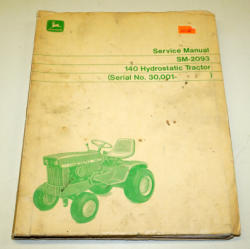 Service Manual
SM-2093
140 Hydrostatic Tractor
(Serial No. 30,001-          )